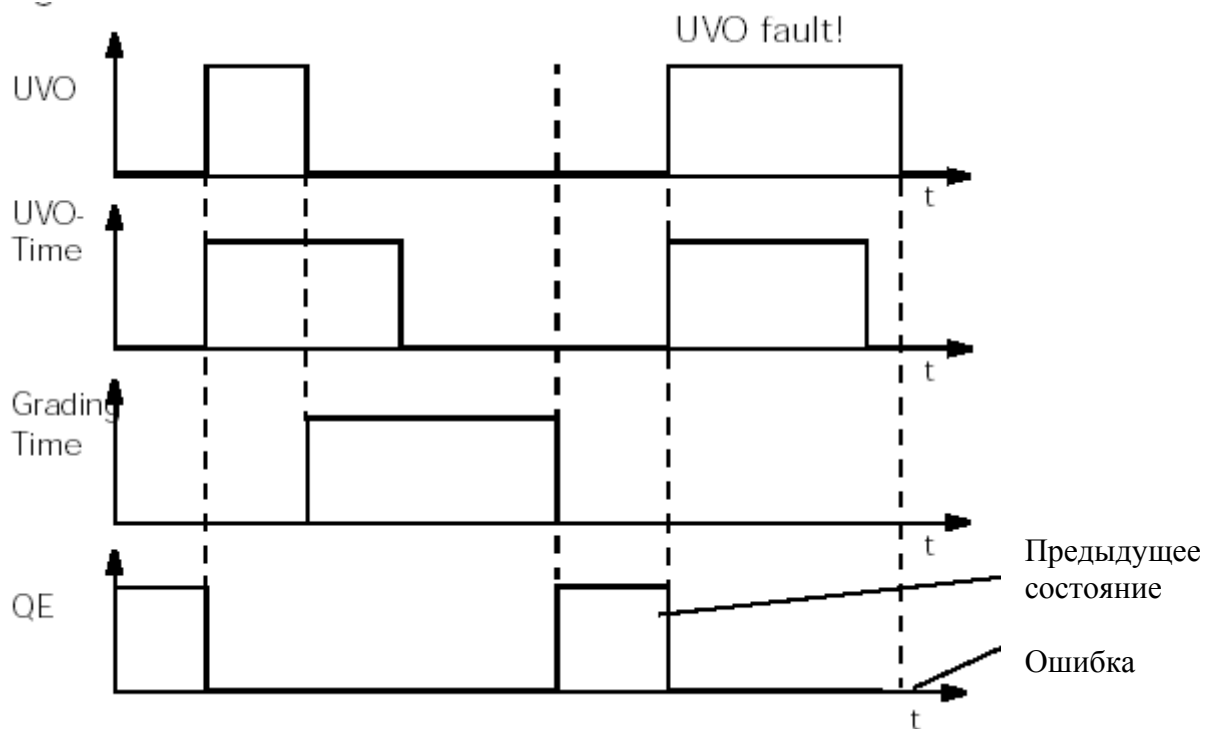 UVO fault!
UVO
t
UVO-
Time
t
Grading
Time
t
QE
Предыдущее
состояние
Ошибка
t